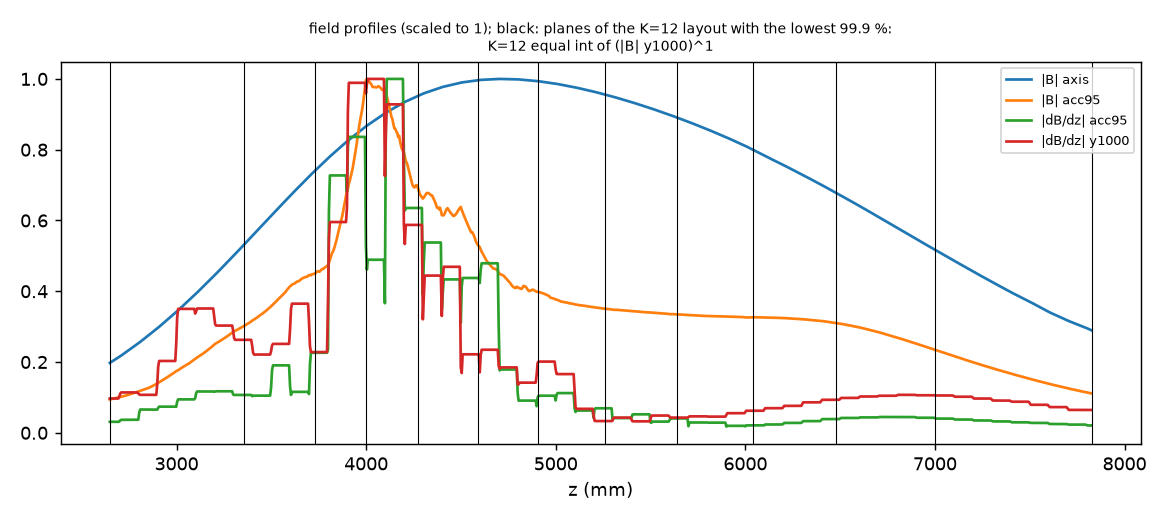 field profiles (scaled to 1); black: planes of the K=12 layout with the lowest 99.9 %:
K=12 equal int of (|B| y1000)^1
1.0
0.8
0.6
0.4
0.2
0.0
|B| axis
|B| acc95
|dB/dz| acc95
|dB/dz| y1000
3000
4000
5000
6000
7000
8000
z (mm)